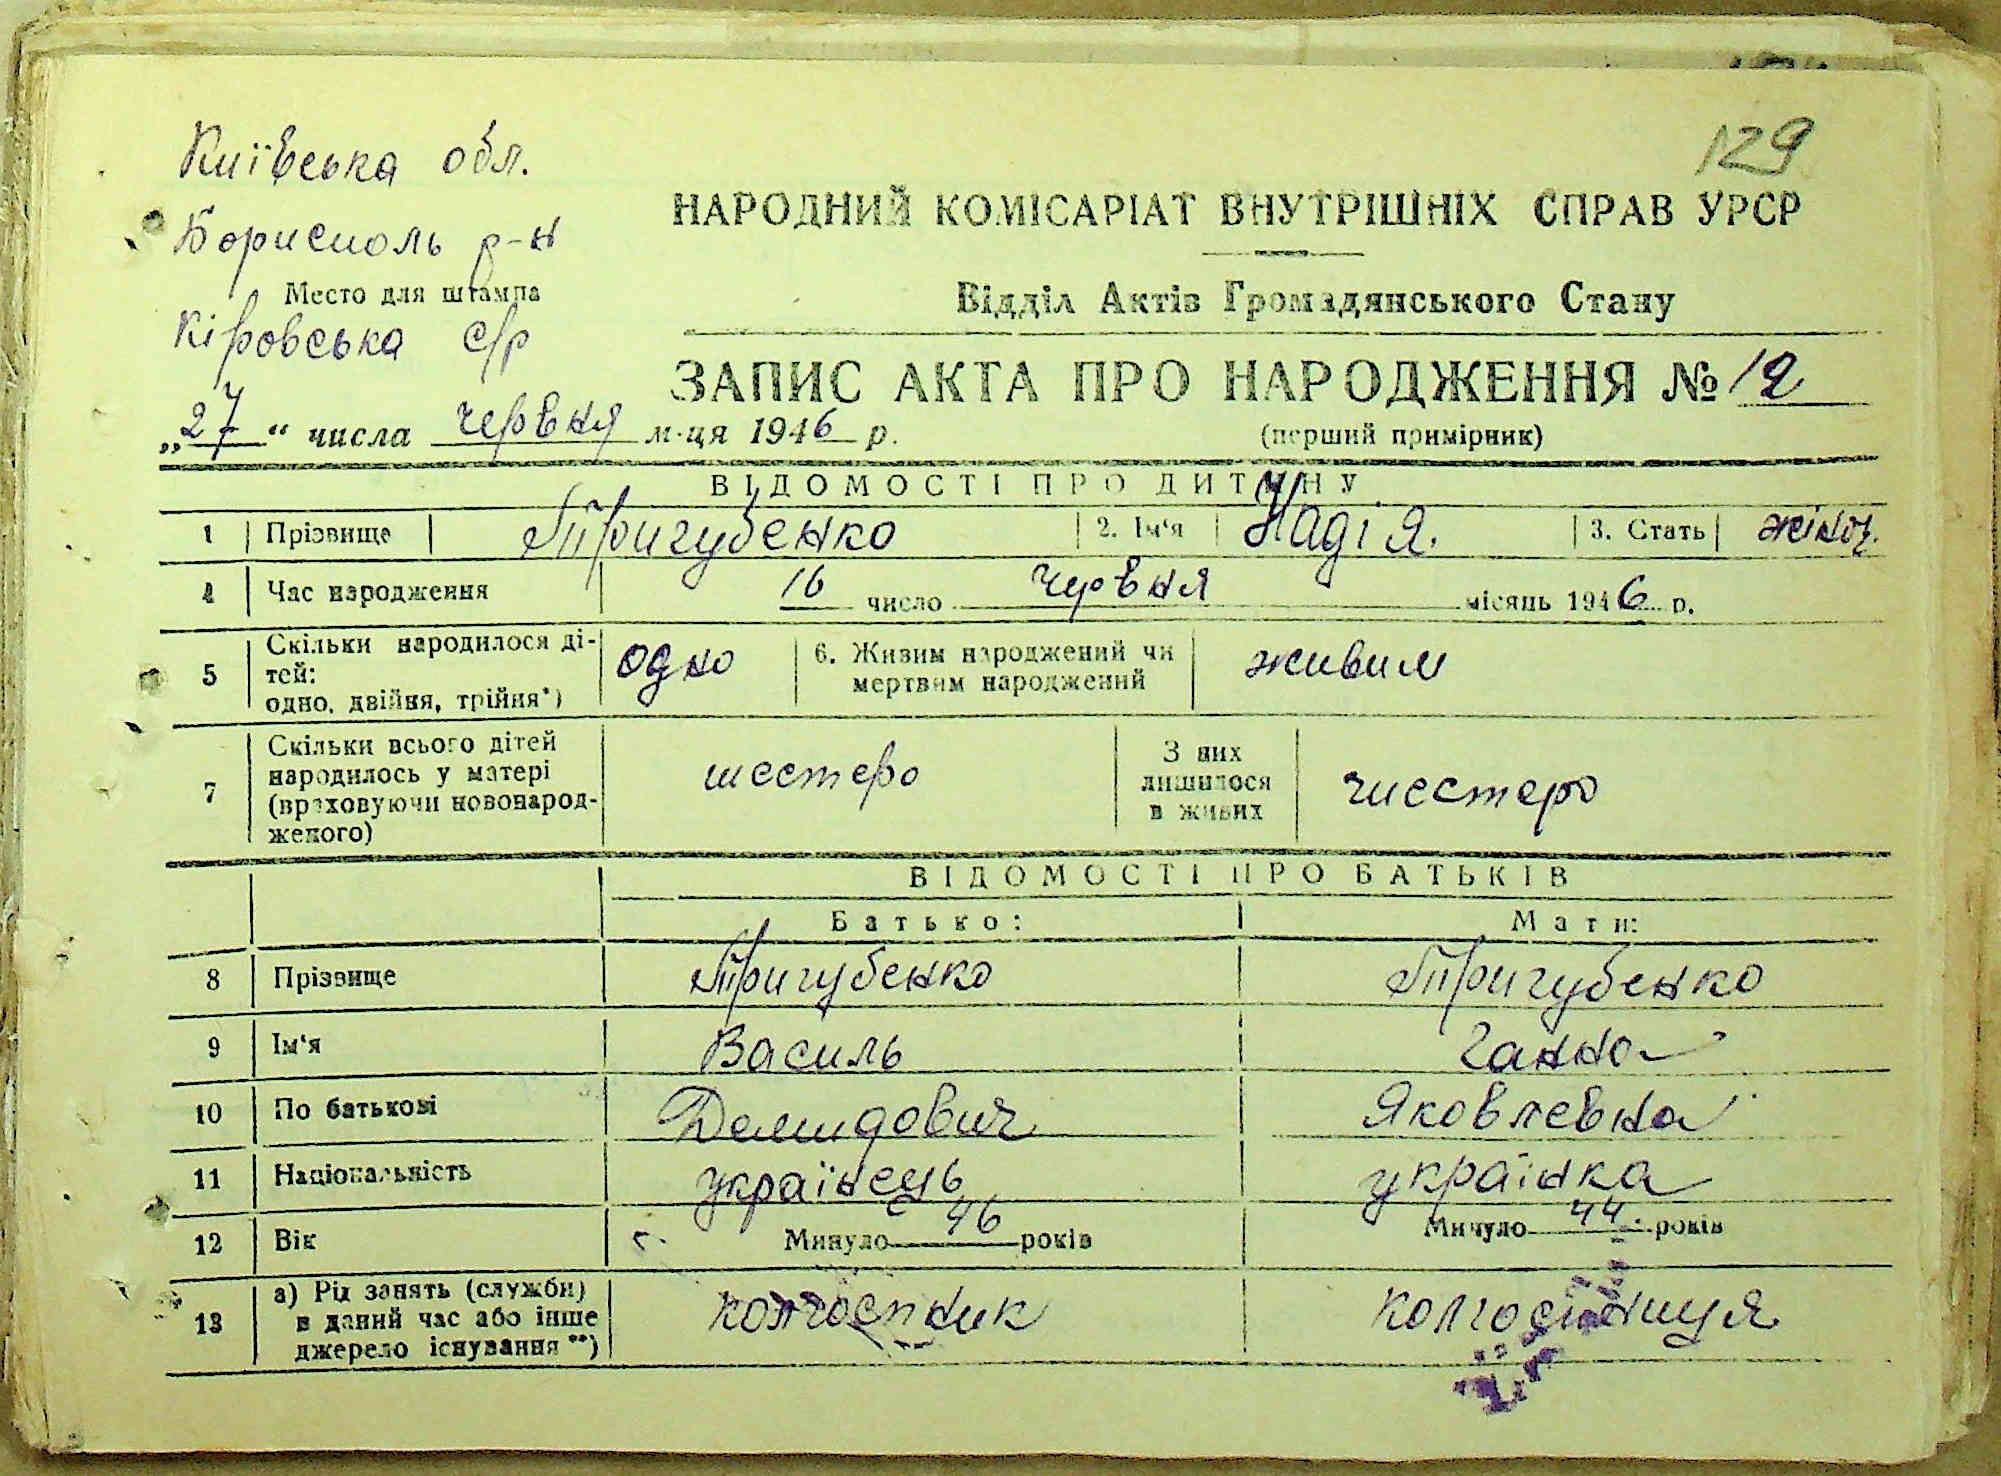 129
Київська обл.
Бориспіль р-н
Место для штампа
Кіровська с/р
НАРОДНИЙ КОМІСАРІАТ ВНУТРІШНІХ СПРАВ УРСР
Відділ Актів Громадянського Стану
ЗАПИС АКТА ПРО НАРОДЖЕННЯ № 12
„27“ числа червня м-ця 1946 р.
(перший примірник)
ВІДОМОСТІ ПРО ДИТИНУ
1 Прізвище Тригубенко 2. Ім‘я Надія. 3. Стать жіноч.
4 Час народження 16 число червня місяць 1946 р.
5 Скільки народилося дітей: одно, двійня, трійня*) одно 6. Живим народжений чи мертвим народжений живим
7 Скільки всього дітей народилось у матері (враховуючи новонародженого) шестеро З них лишилося в живих шестеро
ВІДОМОСТІ ПРО БАТЬКІВ
Батько: Мати:
8 Прізвище Тригубенко Тригубенко
9 Ім‘я Василь Ганна
10 По батькові Демидович Яковлевна
11 Національність українець українка
12 Вік Минуло 46 років Минуло 44 років
13 а) Рід занять (служби) в даний час або інше джерело існування **) колгоспник колгоспниця